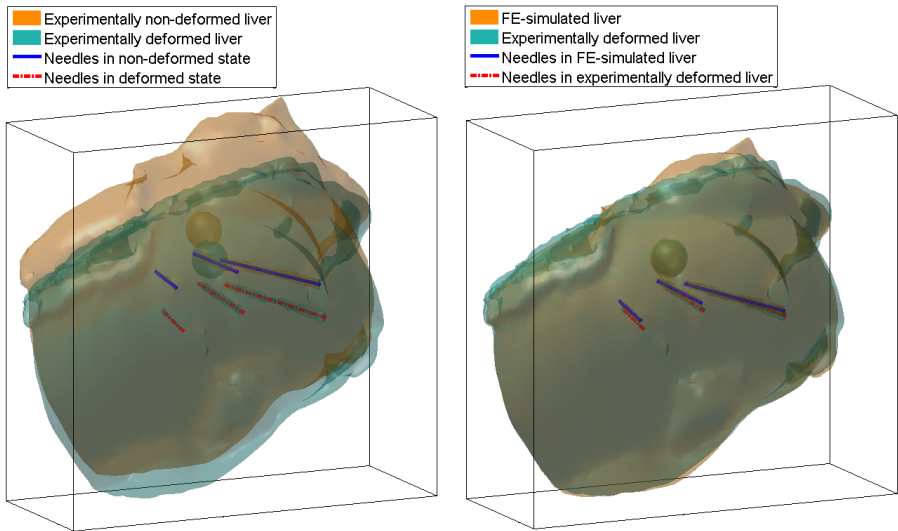 Experimentally non-deformed liver
Experimentally deformed liver
Needles in non-deformed state
Needles in deformed state
FE-simulated liver
Experimentally deformed liver
Needles in FE-simulated liver
Needles in experimentally deformed liver